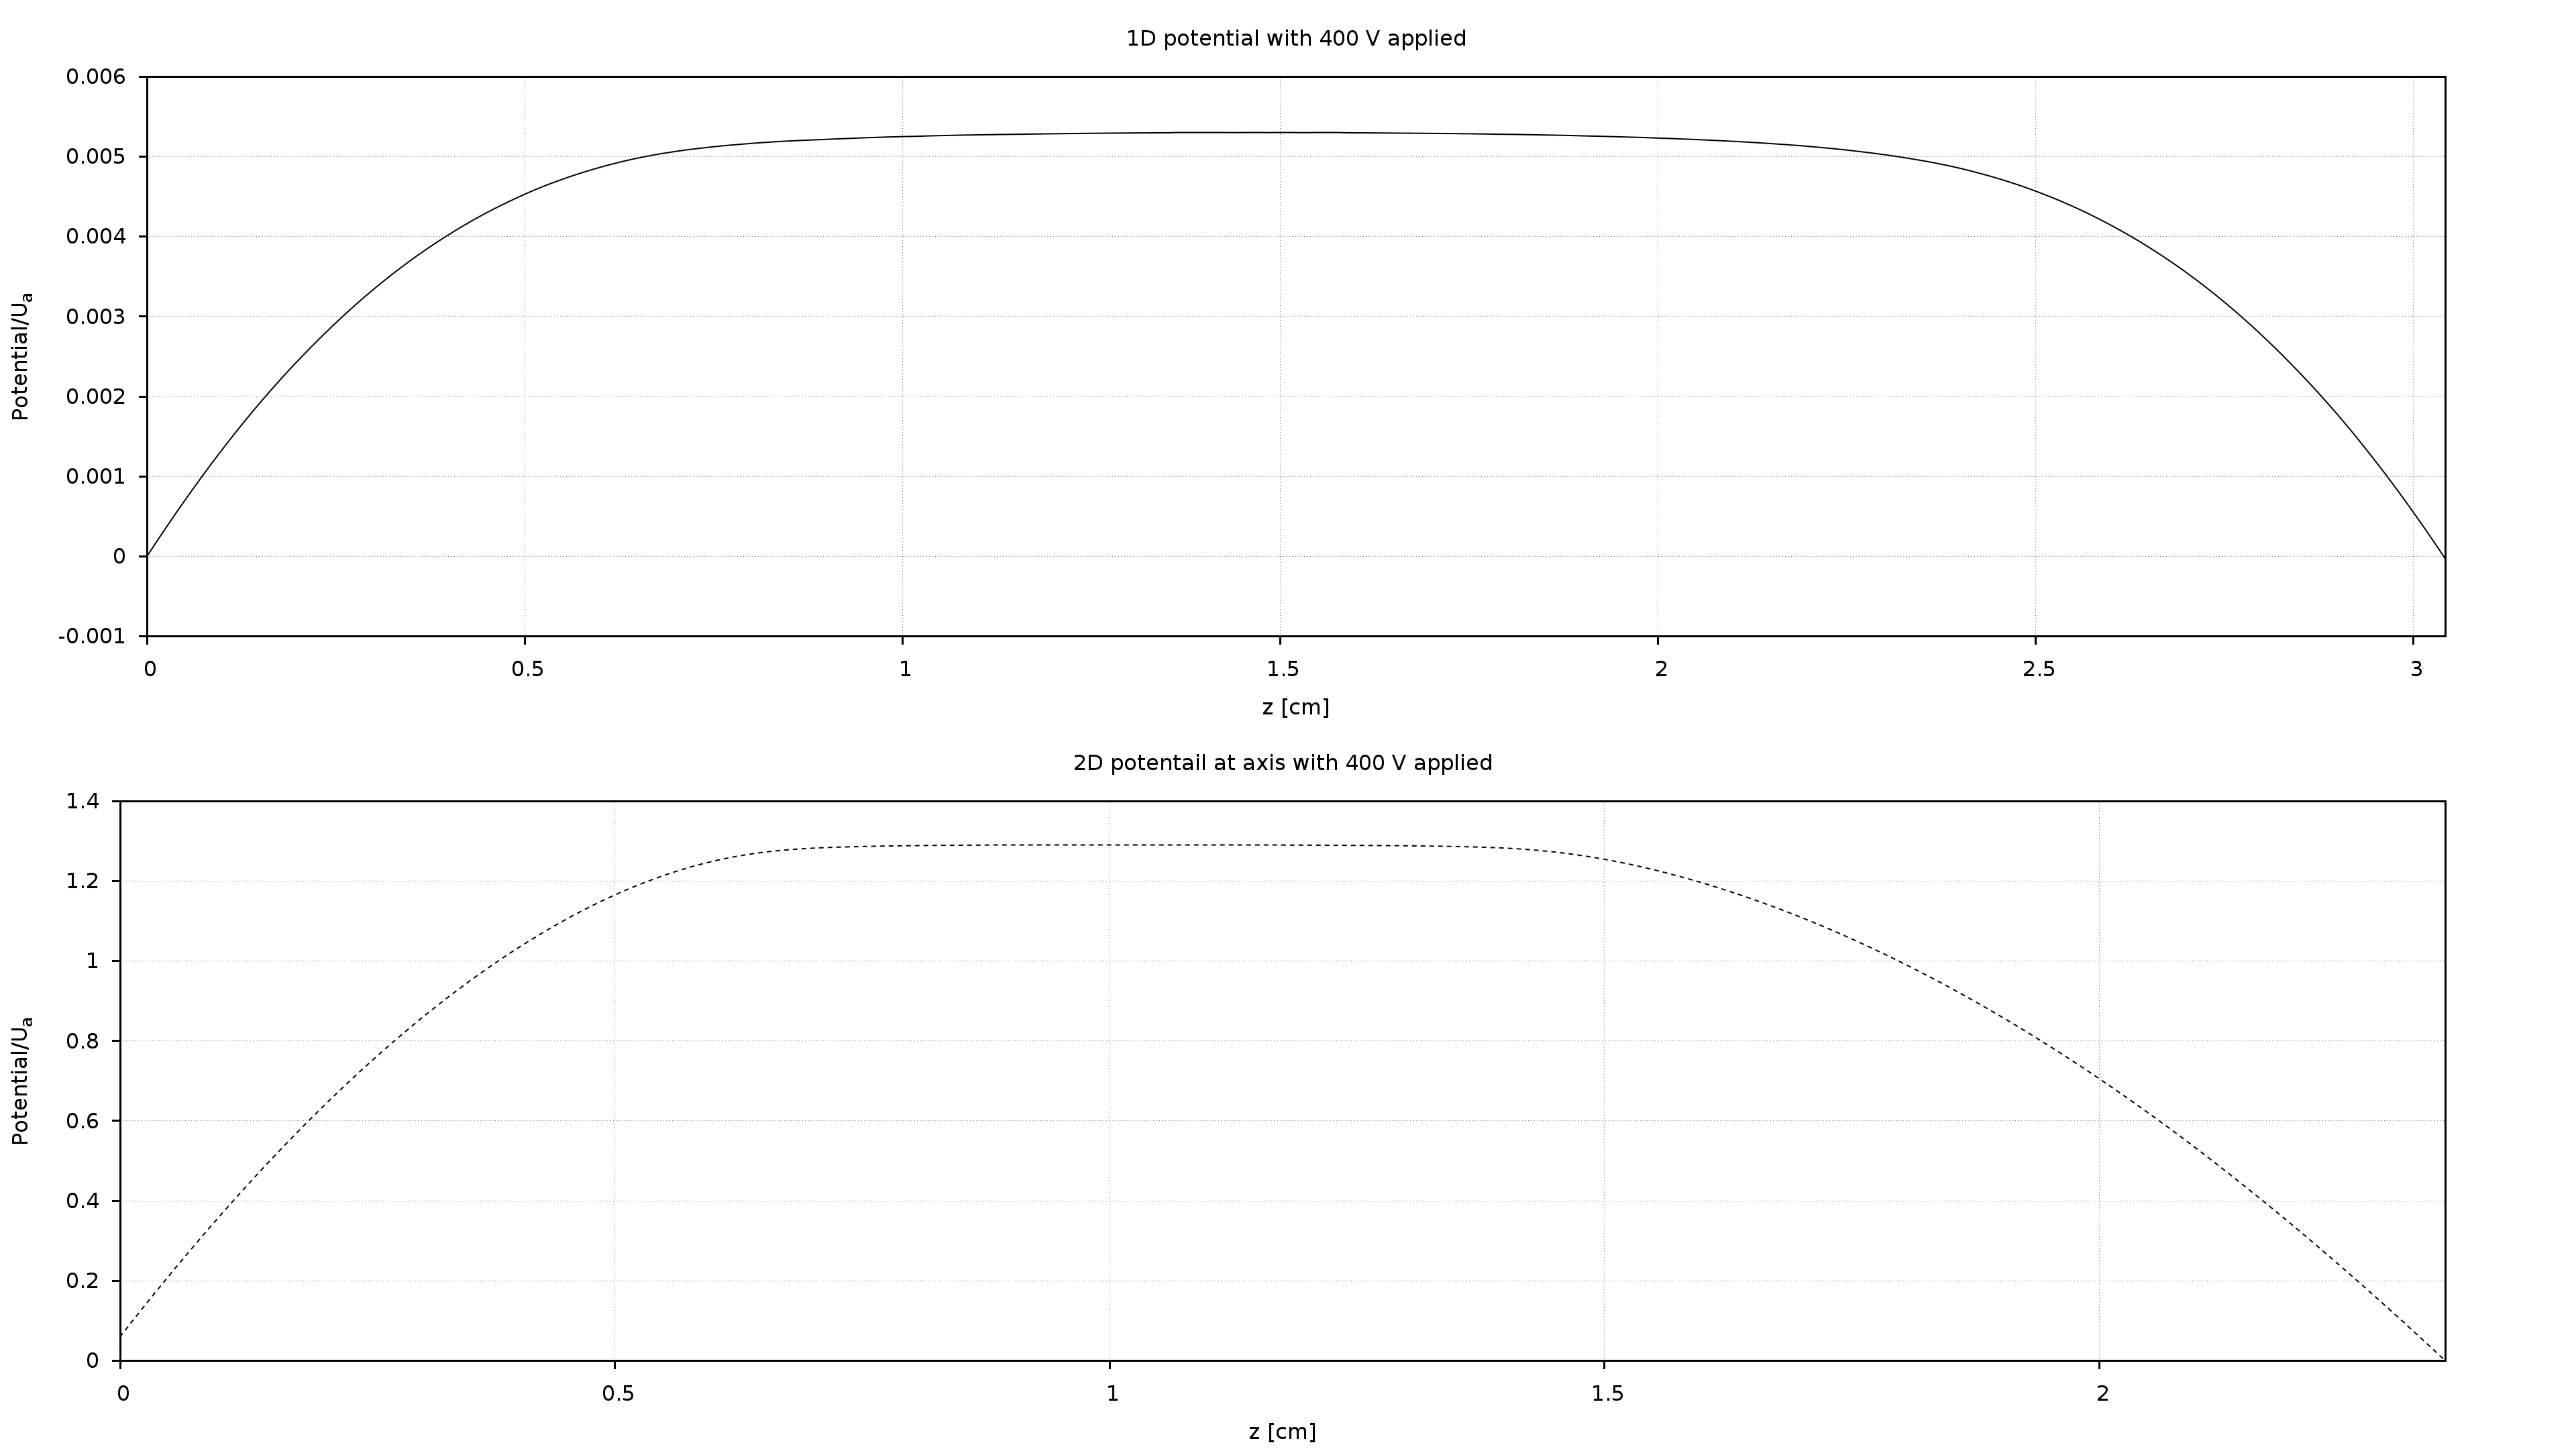 1D potential with 400 V applied
0.006
0.005
0.004
0.003
0.002
0.001
0
-0.001
Potential/Ua
0 0.5 1 1.5 2 2.5 3
z [cm]
2D potentail at axis with 400 V applied
1.4
1.2
1
0.8
0.6
0.4
0.2
0
Potential/Ua
0 0.5 1 1.5 2
z [cm]